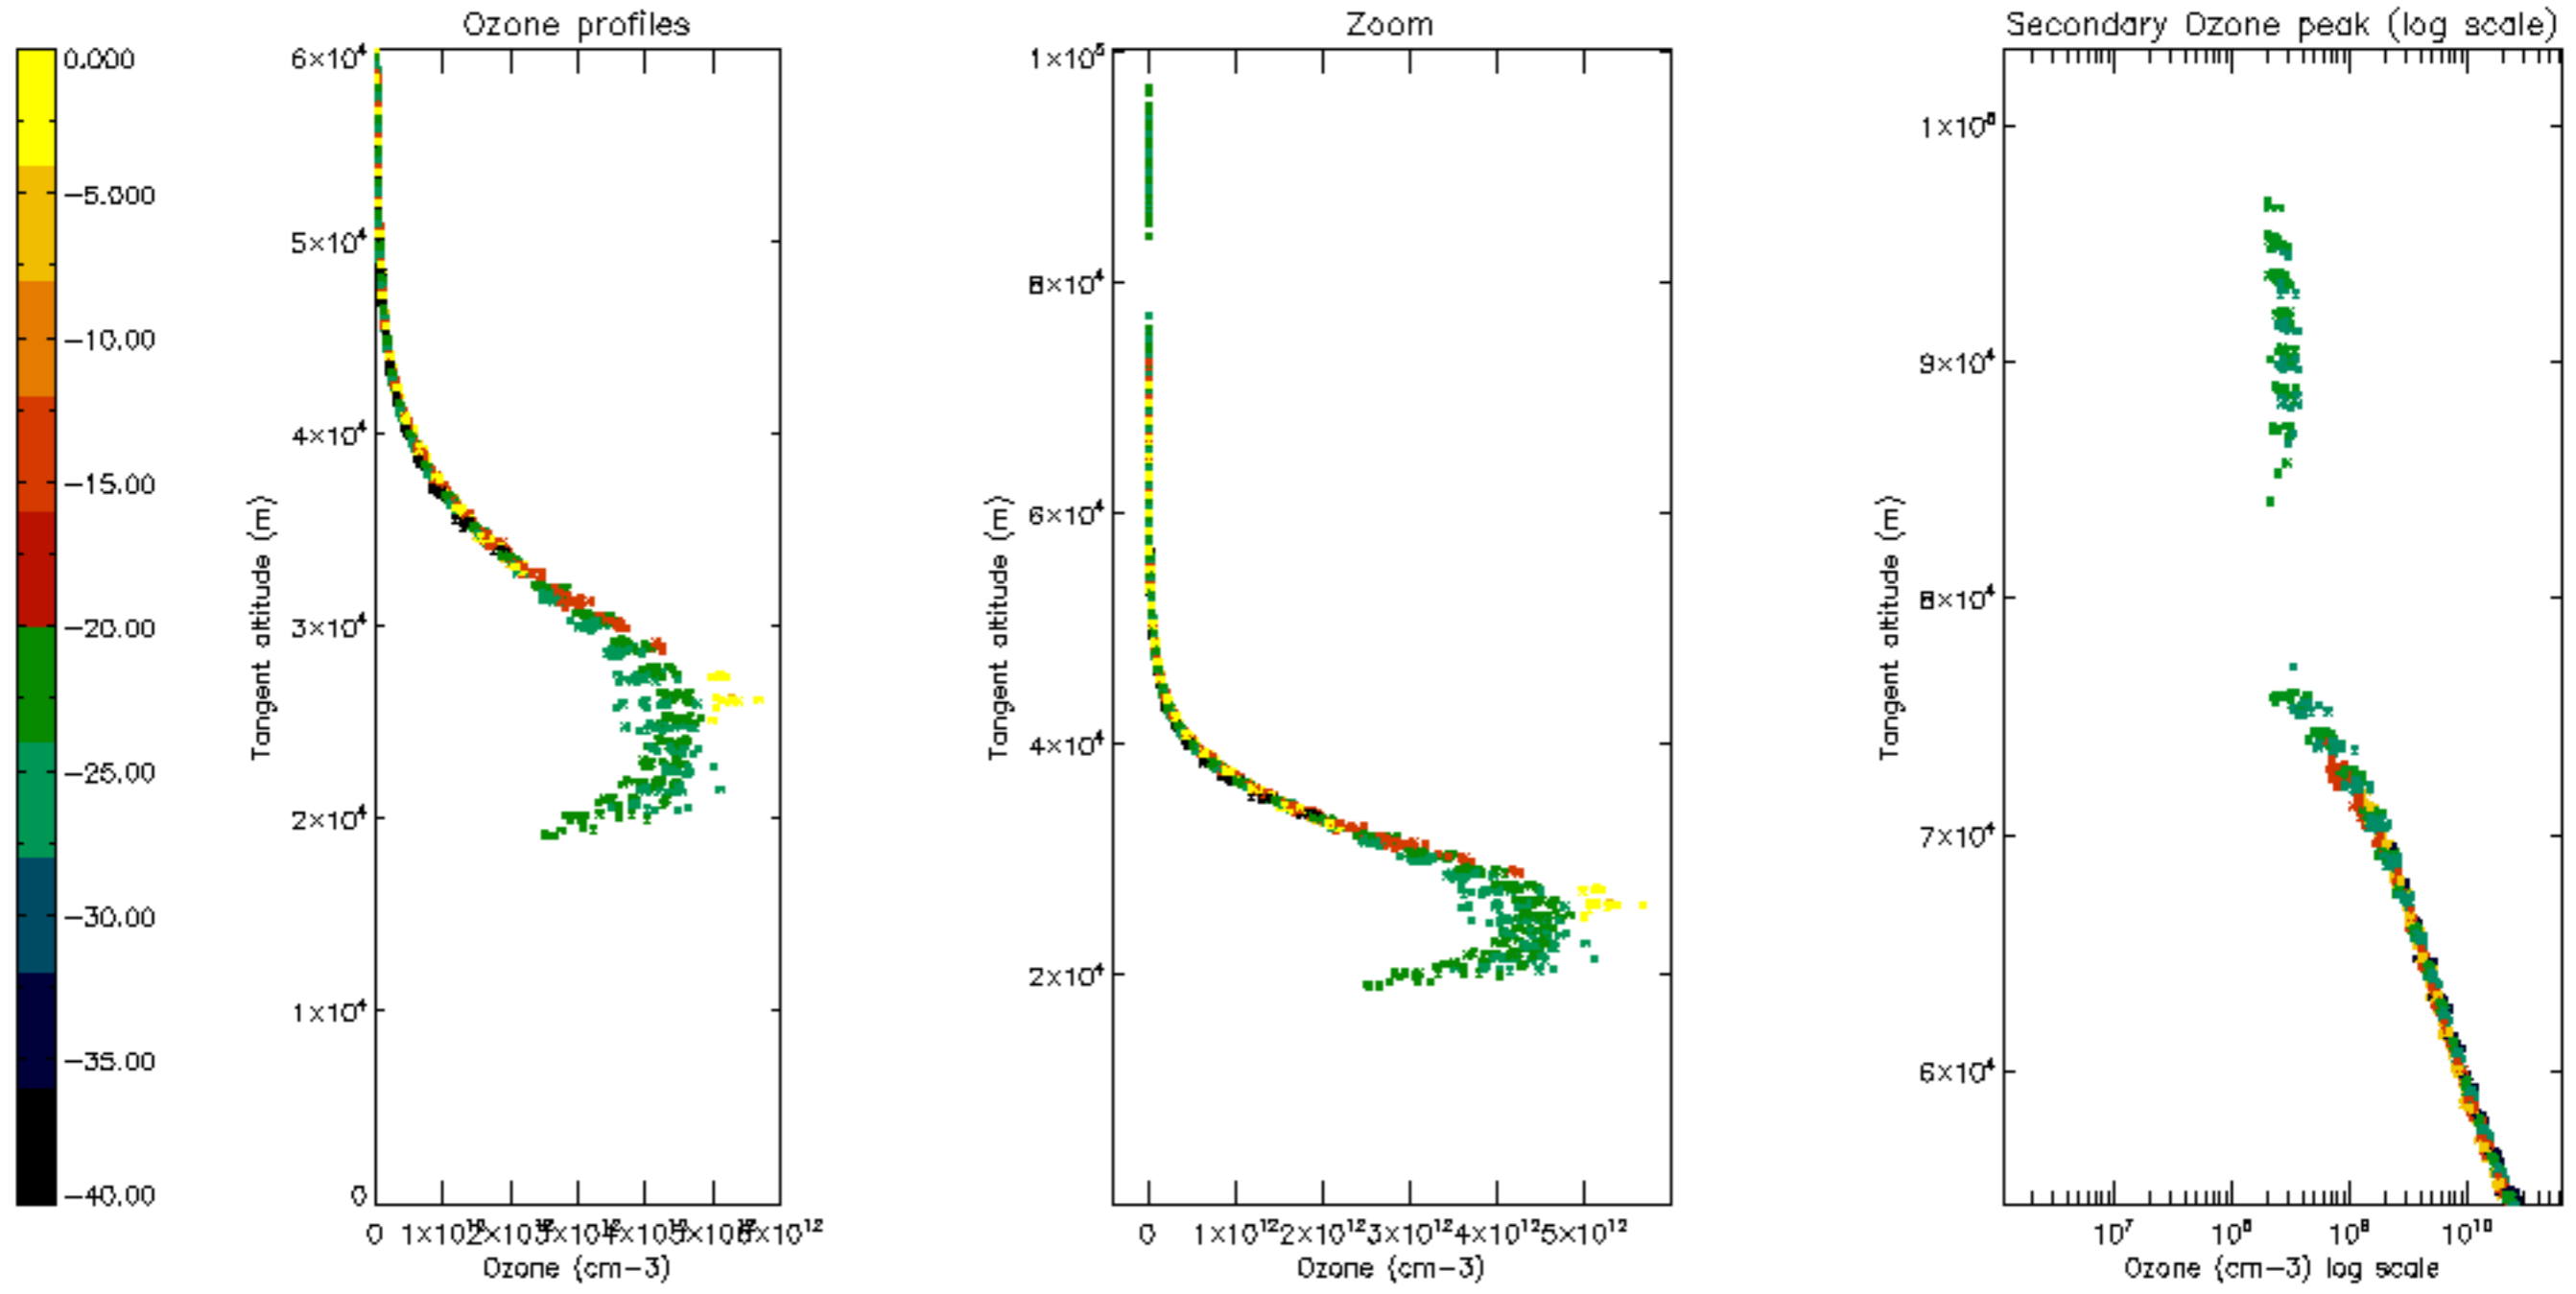 Ozone profiles
Zoom
Secondary Ozone peak (log scale)
0.000
-5.000
-10.00
-15.00
-20.00
-25.00
-30.00
-35.00
-40.00
6×10⁴
5×10⁴
4×10⁴
3×10⁴
2×10⁴
1×10⁴
0
Tangent altitude (m)
0
Ozone (cm-3)
1×10⁵
8×10⁴
6×10⁴
4×10⁴
2×10⁴
Tangent altitude (m)
0 1×10¹² 2×10¹² 3×10¹² 4×10¹² 5×10¹²
Ozone (cm-3)
9×10⁴
8×10⁴
7×10⁴
6×10⁴
Tangent altitude (m)
10⁷ 10⁸ 10⁹ 10¹⁰
Ozone (cm-3) log scale